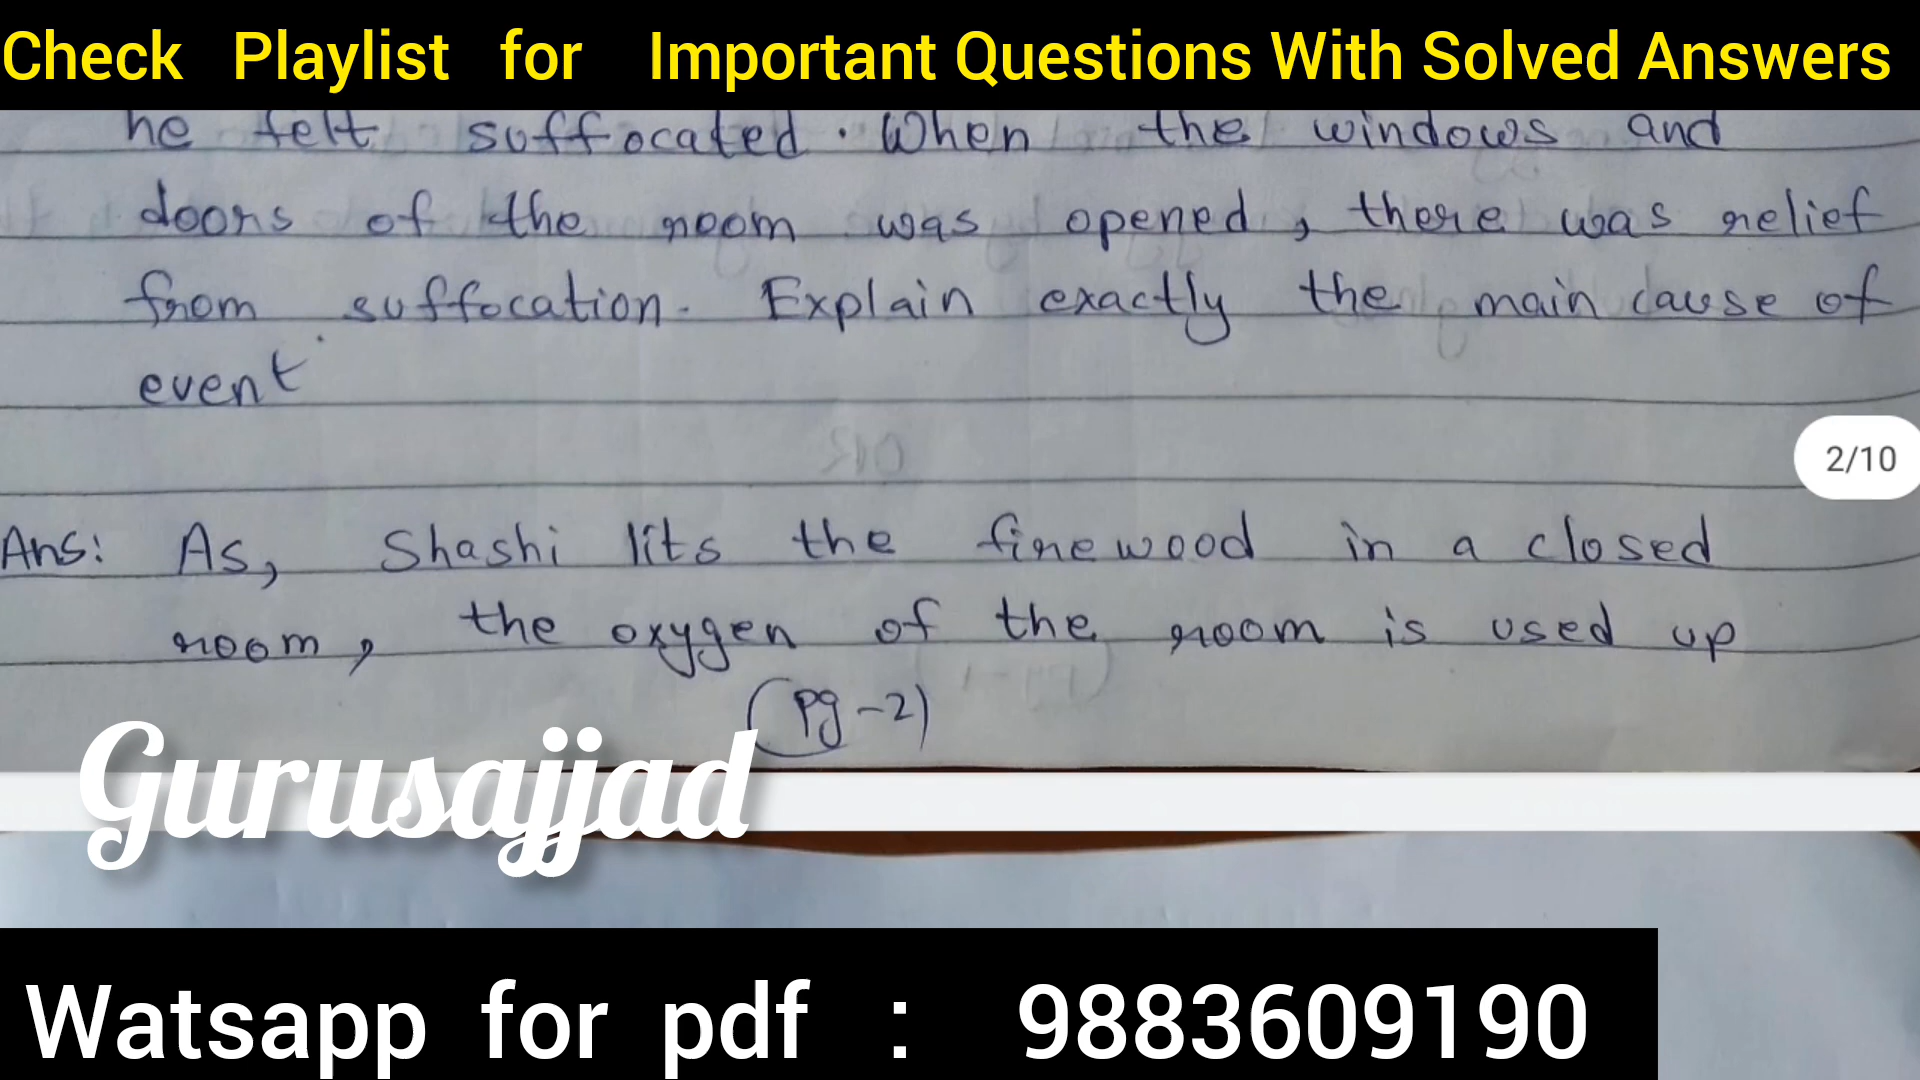 Check Playlist for Important Questions With Solved Answers
he felt suffocated. When the windows and
doors of the room was opened, there was relief
from suffocation. Explain exactly the main cause of
event
2/10
Ans: As, Shashi lits the firewood in a closed
room, the oxygen of the room is used up
(pg-2)
Gurusajjad
Watsapp for pdf : 9883609190